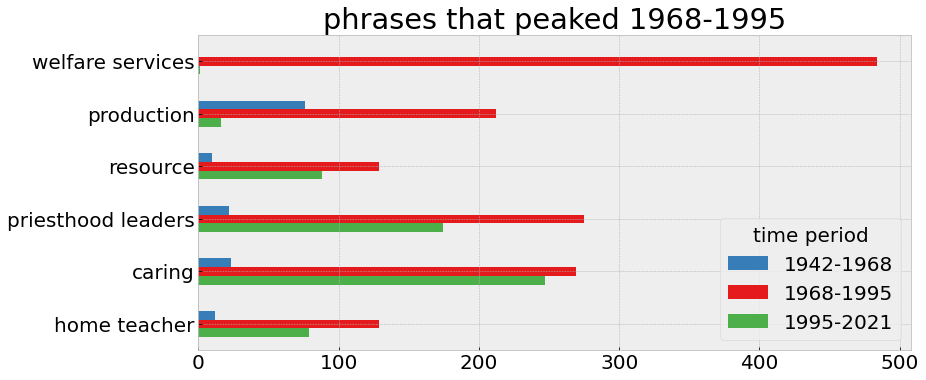 phrases that peaked 1968-1995
welfare services
production
resource
priesthood leaders
caring
home teacher
time period
1942-1968
1968-1995
1995-2021
0 100 200 300 400 500